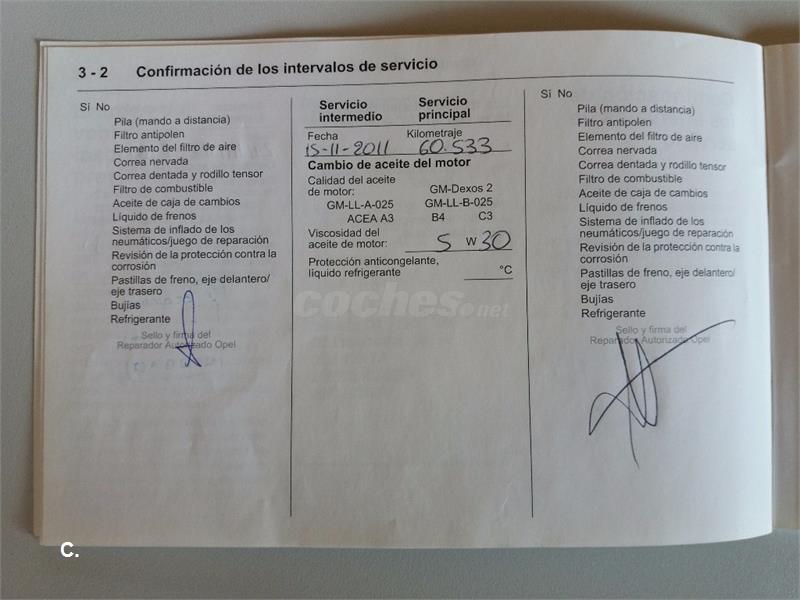 3 - 2 Confirmación de los intervalos de servicio
Sí No
Pila (mando a distancia)
Filtro antipolen
Elemento del filtro de aire
Correa nervada
Correa dentada y rodillo tensor
Filtro de combustible
Aceite de caja de cambios
Líquido de frenos
Sistema de inflado de los
neumáticos/juego de reparación
Revisión de la protección contra la
corrosión
Pastillas de freno, eje delantero/
eje trasero
Bujías
Refrigerante
Sello y firma del
Reparador Autorizado Opel
Servicio Servicio
intermedio principal
Fecha Kilometraje
15-11-2011 60.533
Cambio de aceite del motor
Calidad del aceite
de motor: GM-Dexos 2
GM-LL-A-025 GM-LL-B-025
ACEA A3 B4 C3
Viscosidad del
aceite de motor: 5 W 30
Protección anticongelante,
líquido refrigerante °C
coches.net
Sí No
Pila (mando a distancia)
Filtro antipolen
Elemento del filtro de aire
Correa nervada
Correa dentada y rodillo tensor
Filtro de combustible
Aceite de caja de cambios
Líquido de frenos
Sistema de inflado de los
neumáticos/juego de reparación
Revisión de la protección contra la
corrosión
Pastillas de freno, eje delantero/
eje trasero
Bujías
Refrigerante
Sello y firma del
Reparador Autorizado Opel
C.